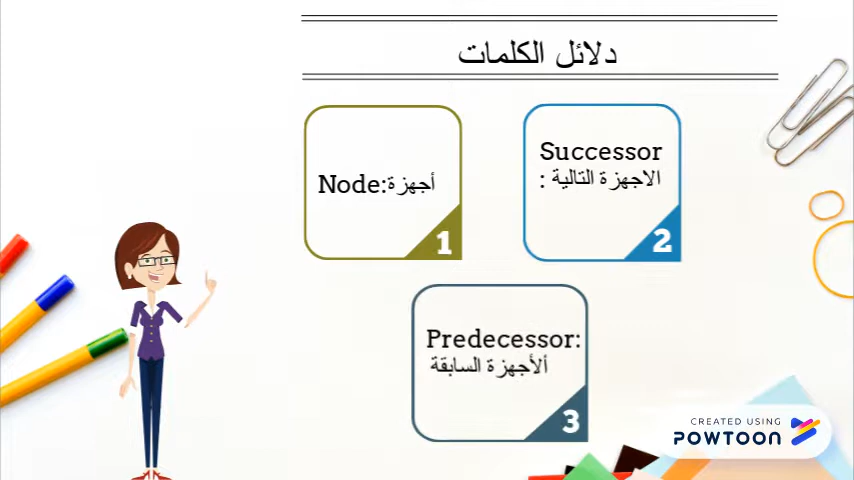 دلائل الكلمات
Node:أجهزة
1
Successor
الاجهزة التالية :
2
Predecessor:
ألأجهزة السابقة
3
CREATED USING
POWTOON